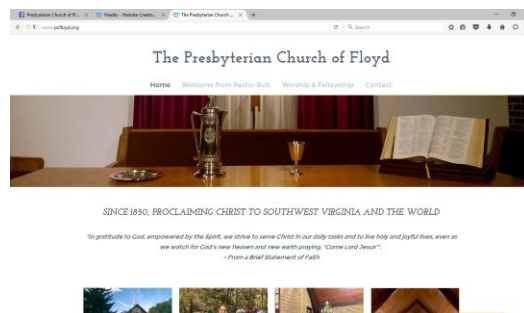 Presbyterian Church of Fl...
Weebly - Website Creatio...
The Presbyterian Church ...
www.pcfloyd.org
Search
The Presbyterian Church of Floyd
Home Welcome from Pastor Bob Worship & Fellowship Contact
SINCE 1850, PROCLAIMING CHRIST TO SOUTHWEST VIRGINIA AND THE WORLD
"In gratitude to God, empowered by the Spirit, we strive to serve Christ in our daily tasks and to live holy and joyful lives, even as
we watch for God's new heaven and new earth praying, "Come Lord Jesus"".
- From a Brief Statement of Faith